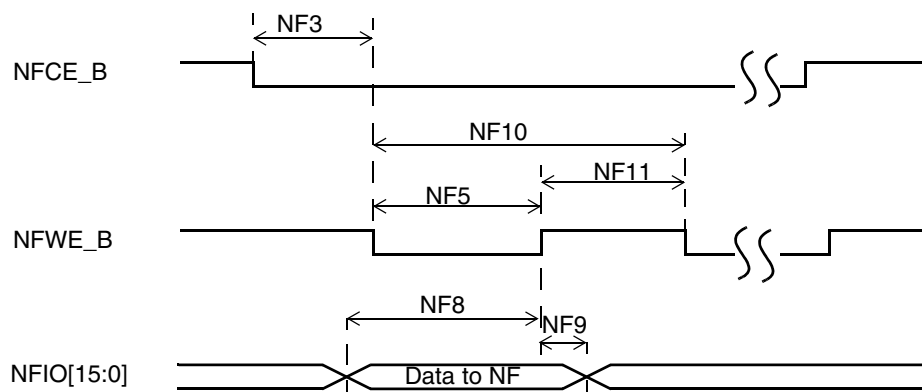 NF3
NFCE_B
NF10
NF11
NF5
NFWE_B
NF8
NF9
NFIO[15:0]
Data to NF